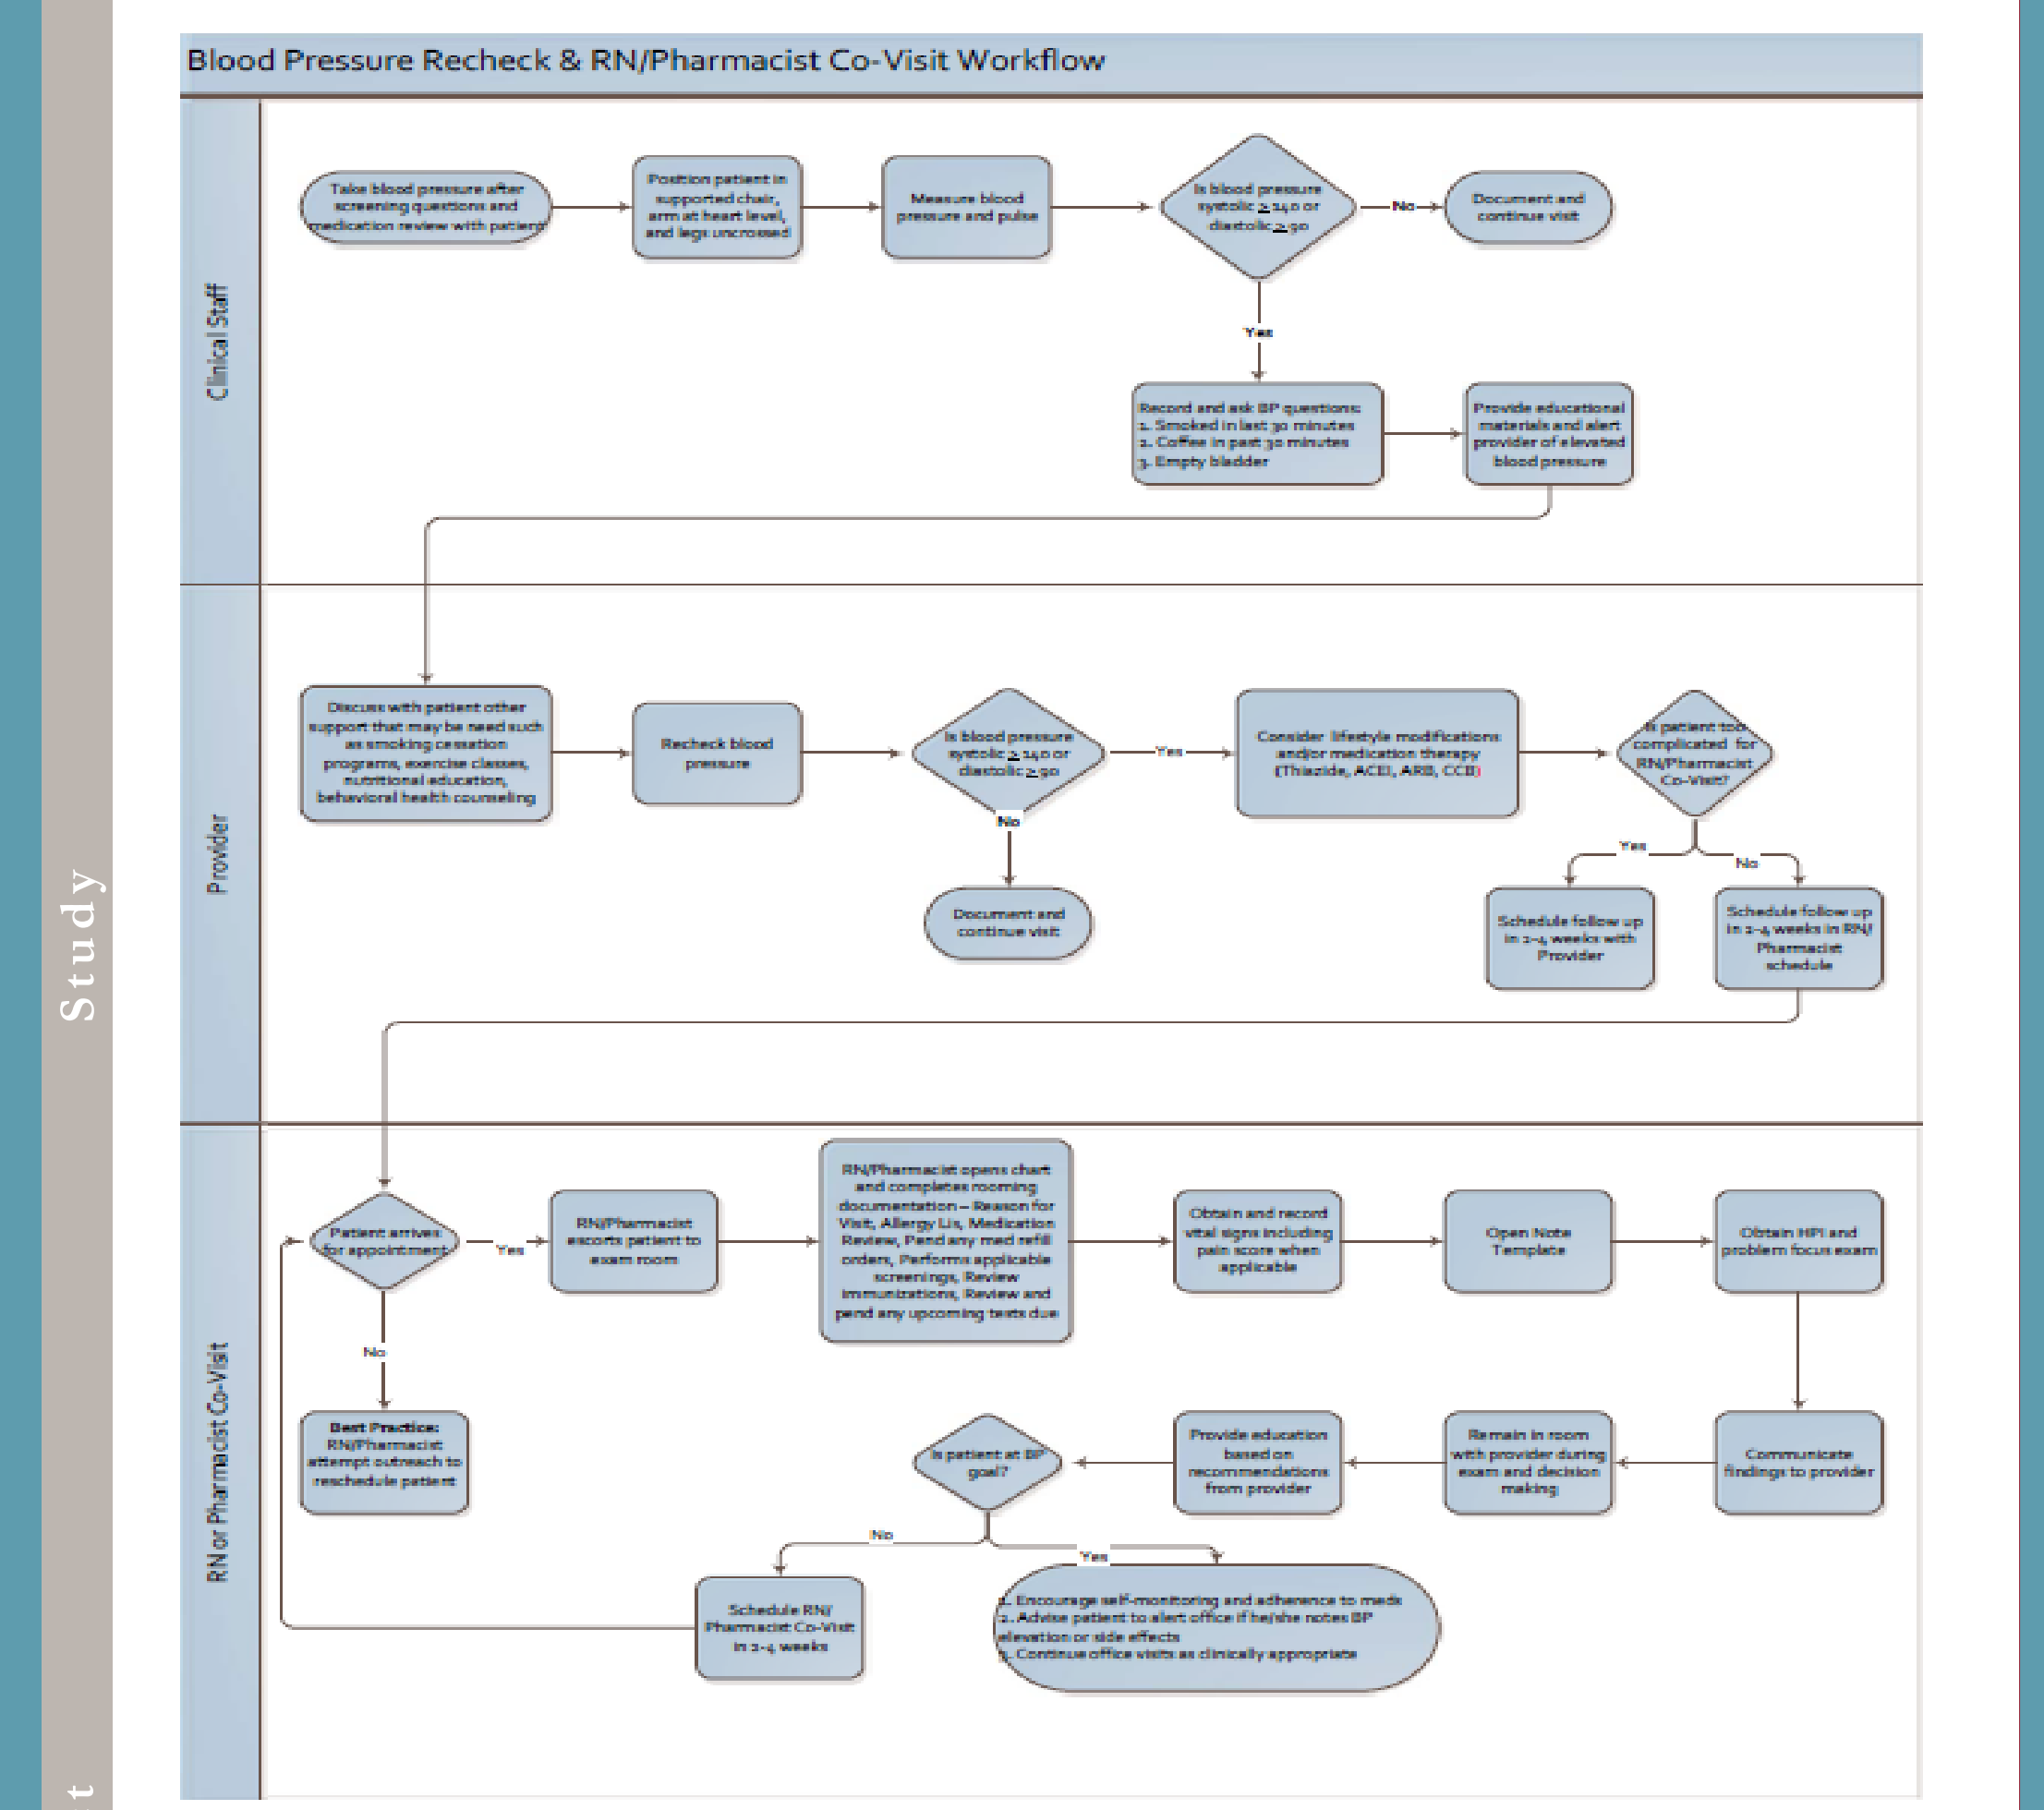 Blood Pressure Recheck & RN/Pharmacist Co-Visit Workflow
Clinical Staff
Take blood pressure after
screening questions and
medication review with patient
Position patient in
supported chair,
arm at heart level,
and legs uncrossed
Measure blood
pressure and pulse
Is blood pressure
systolic ≥ 140 or
diastolic ≥ 90
No
Document and
continue visit
Yes
Record and ask BP questions:
1. Smoked in last 30 minutes
2. Coffee in past 30 minutes
3. Empty bladder
Provide educational
materials and alert
provider of elevated
blood pressure
Provider
Discuss with patient other
support that may be need such
as smoking cessation
programs, exercise classes,
nutritional education,
behavioral health counseling
Recheck blood
pressure
Is blood pressure
systolic ≥ 140 or
diastolic ≥ 90
Yes
Consider lifestyle modifications
and/or medication therapy
(Thiazide, ACEI, ARB, CCB)
Is patient too
complicated for
RN/Pharmacist
Co-Visit?
No
Document and
continue visit
Yes
No
Schedule follow up
in 2-4 weeks with
Provider
Schedule follow up
in 2-4 weeks in RN/
Pharmacist
schedule
RN or Pharmacist Co-Visit
Patient arrives
for appointment
Yes
RN/Pharmacist
escorts patient to
exam room
RN/Pharmacist opens chart
and completes rooming
documentation – Reason for
Visit, Allergy Lis, Medication
Review, Pend any med refill
orders, Performs applicable
screenings, Review
immunizations, Review and
pend any upcoming tests due
Obtain and record
vital signs including
pain score when
applicable
Open Note
Template
Obtain HPI and
problem focus exam
No
Best Practice:
RN/Pharmacist
attempt outreach to
reschedule patient
Communicate
findings to provider
Remain in room
with provider during
exam and decision
making
Provide education
based on
recommendations
from provider
Is patient at BP
goal?
No
Yes
Schedule RN/
Pharmacist Co-Visit
in 2-4 weeks
1. Encourage self-monitoring and adherence to meds
2. Advise patient to alert office if he/she notes BP
elevation or side effects
3. Continue office visits as clinically appropriate
Study
t